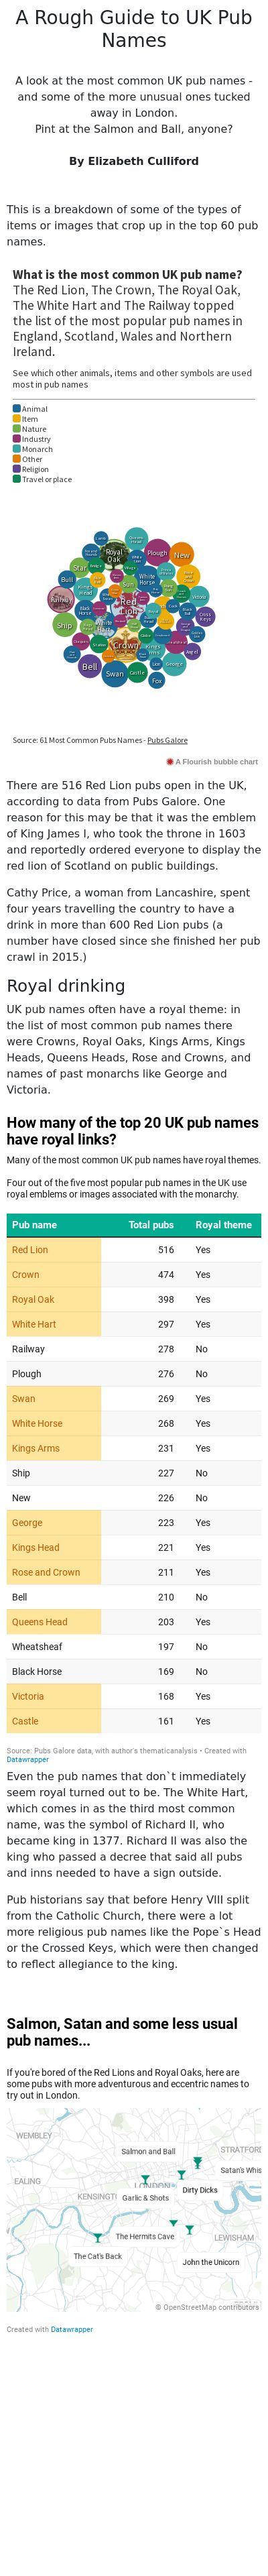 A Rough Guide to UK Pub
Names
A look at the most common UK pub names -
and some of the more unusual ones tucked
away in London.
Pint at the Salmon and Ball, anyone?
By Elizabeth Culliford
This is a breakdown of some of the types of
items or images that crop up in the top 60 pub
names.
What is the most common UK pub name?
The Red Lion, The Crown, The Royal Oak,
The White Hart and The Railway topped
the list of the most popular pub names in
England, Scotland, Wales and Northern
Ireland.
See which other animals, items and other symbols are used
most in pub names
Animal
Item
Nature
Industry
Monarch
Other
Religion
Travel or place
Royal
Oak
Plough
New
Star
White
Horse
Bull
Kings
Head
Railway
Sun
Victoria
Red
Lion
Ship
White
Hart
Cross
Keys
Crown
Kings
Arms
Angel
Lion
George
Bell
Swan
Castle
Fox
Source: 61 Most Common Pubs Names - Pubs Galore
A Flourish bubble chart
There are 516 Red Lion pubs open in the UK,
according to data from Pubs Galore. One
reason for this may be that it was the emblem
of King James I, who took the throne in 1603
and reportedly ordered everyone to display the
red lion of Scotland on public buildings.
Cathy Price, a woman from Lancashire, spent
four years travelling the country to have a
drink in more than 600 Red Lion pubs (a
number have closed since she finished her pub
crawl in 2015.)
Royal drinking
UK pub names often have a royal theme: in
the list of most common pub names there
were Crowns, Royal Oaks, Kings Arms, Kings
Heads, Queens Heads, Rose and Crowns, and
names of past monarchs like George and
Victoria.
How many of the top 20 UK pub names
have royal links?
Many of the most common UK pub names have royal themes.
Four out of the five most popular pub names in the UK use
royal emblems or images associated with the monarchy.
Pub name Total pubs Royal theme
Red Lion 516 Yes
Crown 474 Yes
Royal Oak 398 Yes
White Hart 297 Yes
Railway 278 No
Plough 276 No
Swan 269 Yes
White Horse 268 Yes
Kings Arms 231 Yes
Ship 227 No
New 226 No
George 223 Yes
Kings Head 221 Yes
Rose and Crown 211 Yes
Bell 210 No
Queens Head 203 Yes
Wheatsheaf 197 No
Black Horse 169 No
Victoria 168 Yes
Castle 161 Yes
Source: Pubs Galore data, with author's thematicanalysis • Created with
Datawrapper
Even the pub names that don`t immediately
seem royal turned out to be. The White Hart,
which comes in as the third most common
name, was the symbol of Richard II, who
became king in 1377. Richard II was also the
king who passed a decree that said all pubs
and inns needed to have a sign outside.
Pub historians say that before Henry VIII split
from the Catholic Church, there were a lot
more religious pub names like the Pope`s Head
or the Crossed Keys, which were then changed
to reflect allegiance to the king.
Salmon, Satan and some less usual
pub names...
If you're bored of the Red Lions and Royal Oaks, here are
some pubs with more adventurous and eccentric names to
try out in London.
WEMBLEY
Salmon and Ball
STRATFORD
EALING
LONDON
Satan's Whis
KENSINGT
Garlic & Shots
Dirty Dicks
The Hermits Cave
LEWISHAM
The Cat's Back
John the Unicorn
© OpenStreetMap contributors
Created with Datawrapper